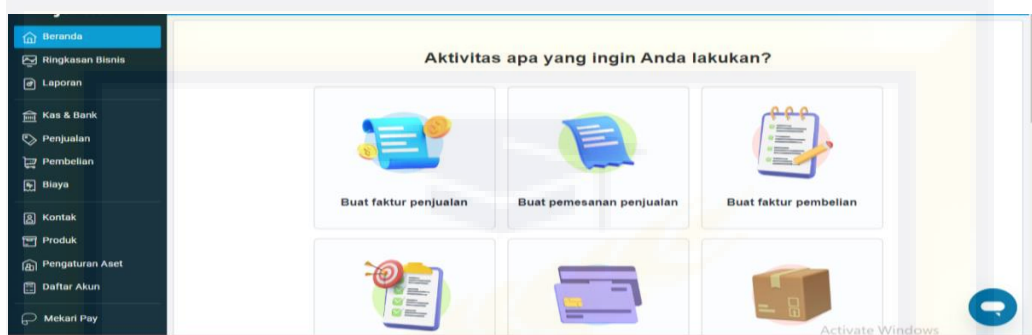 Beranda
Ringkasan Bisnis
Laporan
Kas & Bank
Penjualan
Pembelian
Biaya
Kontak
Produk
Pengaturan Aset
Daftar Akun
Mekari Pay
Aktivitas apa yang ingin Anda lakukan?
Buat faktur penjualan
Buat pemesanan penjualan
Buat faktur pembelian
Activate Windows